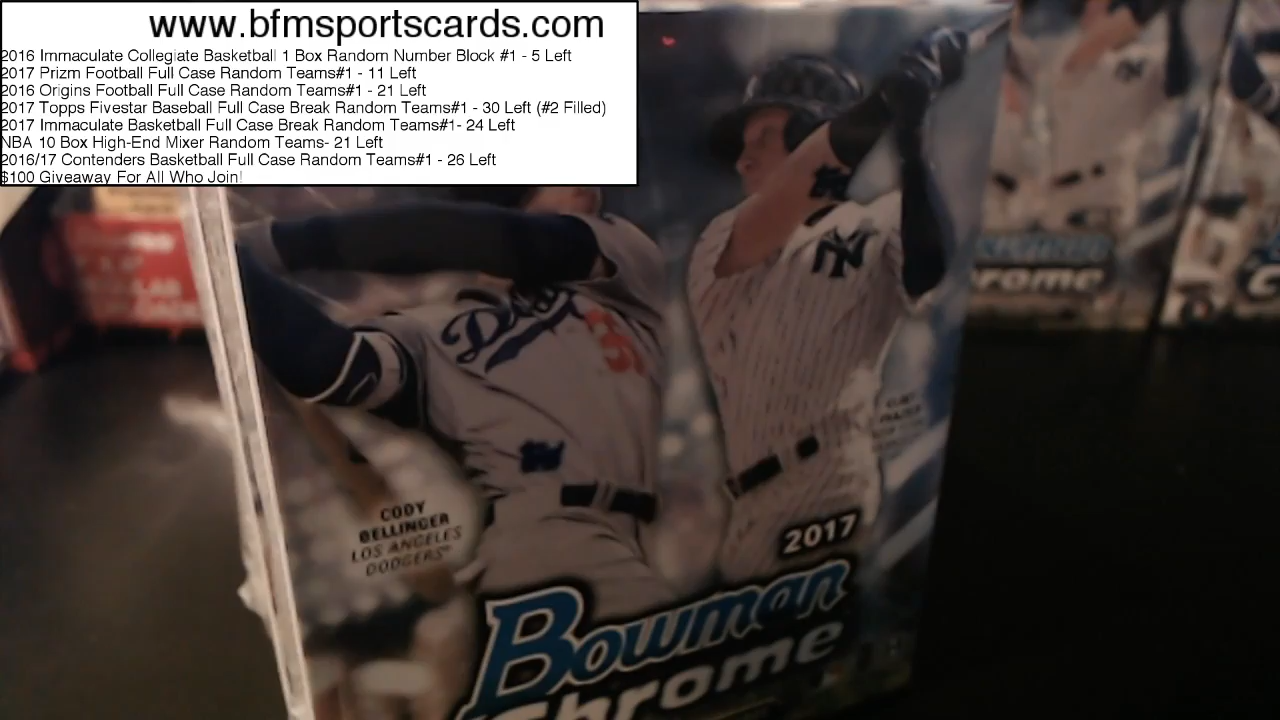 www.bfmsportscards.com
2016 Immaculate Collegiate Basketball 1 Box Random Number Block #1 - 5 Left
2017 Prizm Football Full Case Random Teams#1 - 11 Left
2016 Origins Football Full Case Random Teams#1 - 21 Left
2017 Topps Fivestar Baseball Full Case Break Random Teams#1 - 30 Left (#2 Filled)
2017 Immaculate Basketball Full Case Break Random Teams#1- 24 Left
NBA 10 Box High-End Mixer Random Teams- 21 Left
2016/17 Contenders Basketball Full Case Random Teams#1 - 26 Left
$100 Giveaway For All Who Join!
NY
35
CODY
BELLINGER
LOS ANGELES
DODGERS
2017
Bowman
Chrome